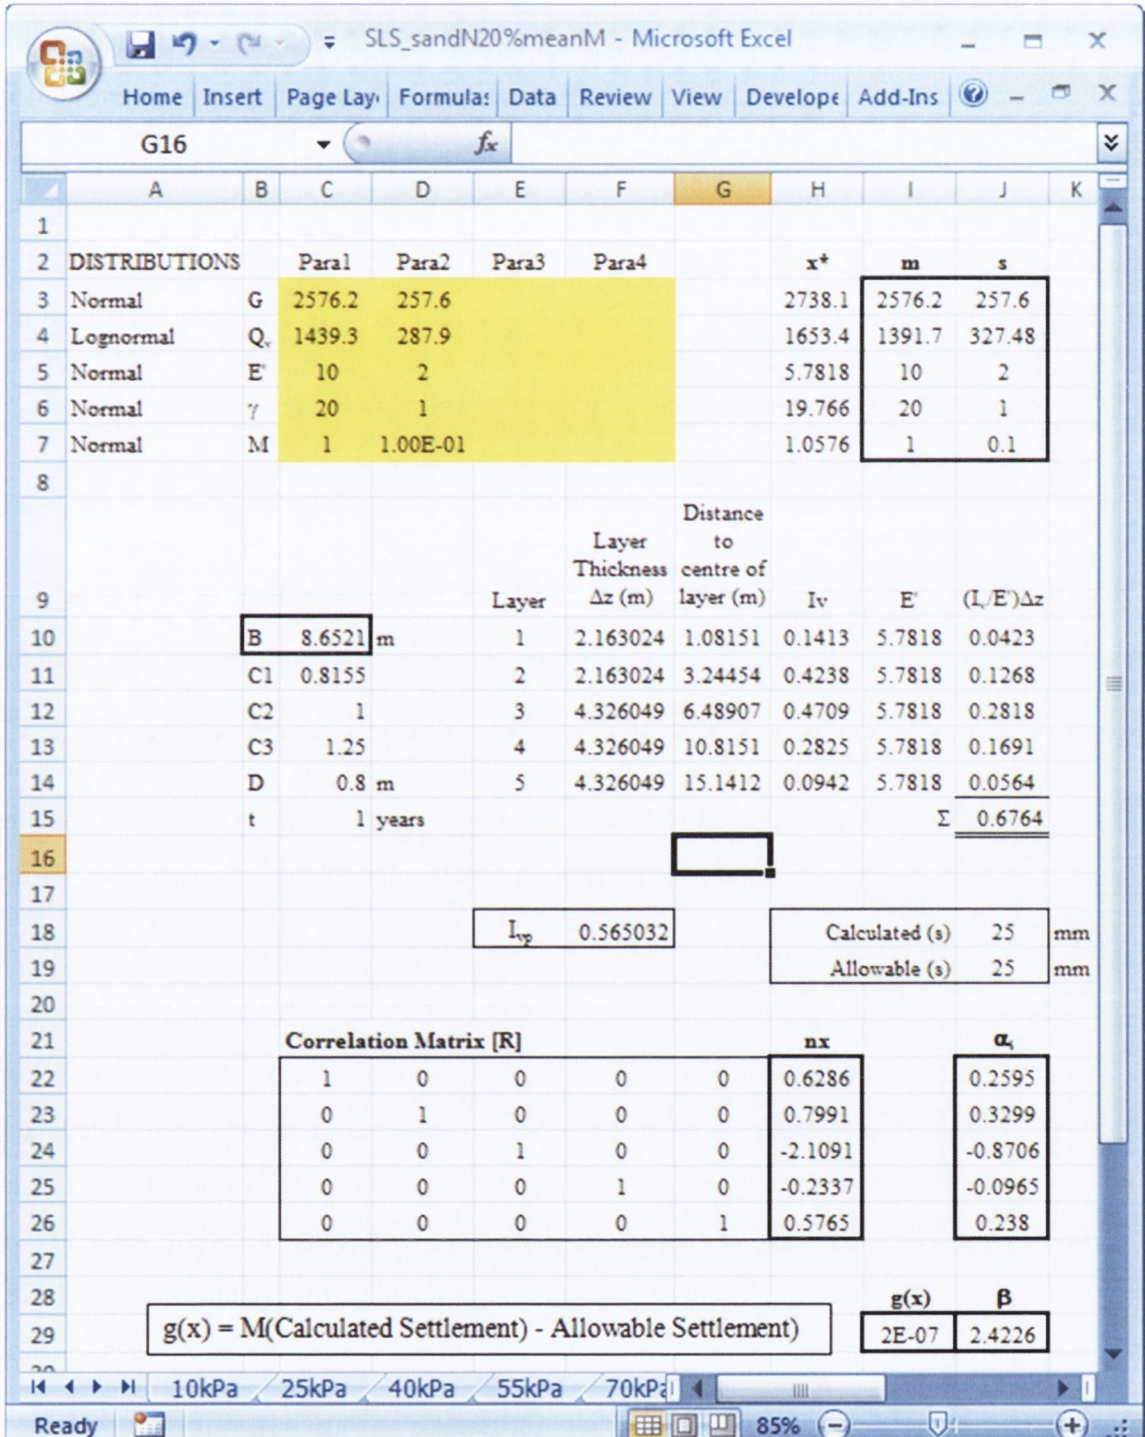 SLS_sandN20%meanM - Microsoft Excel
Home Insert Page Lay Formulas Data Review View Develope Add-Ins
G16 fx
A B C D E F G H I J K
1
2 DISTRIBUTIONS Para1 Para2 Para3 Para4 x* m s
3 Normal G 2576.2 257.6 2738.1 2576.2 257.6
4 Lognormal Qv 1439.3 287.9 1653.4 1391.7 327.48
5 Normal E' 10 2 5.7818 10 2
6 Normal γ 20 1 19.766 20 1
7 Normal M 1 1.00E-01 1.0576 1 0.1
8
9 Layer Layer Thickness Δz (m) Distance to centre of layer (m) Iv E' (Iv/E')Δz
10 B 8.6521 m 1 2.163024 1.08151 0.1413 5.7818 0.0423
11 C1 0.8155 2 2.163024 3.24454 0.4238 5.7818 0.1268
12 C2 1 3 4.326049 6.48907 0.4709 5.7818 0.2818
13 C3 1.25 4 4.326049 10.8151 0.2825 5.7818 0.1691
14 D 0.8 m 5 4.326049 15.1412 0.0942 5.7818 0.0564
15 t 1 years Σ 0.6764
16
17
18 Ivp 0.565032 Calculated (s) 25 mm
19 Allowable (s) 25 mm
20
21 Correlation Matrix [R] nx αi
22 1 0 0 0 0 0.6286 0.2595
23 0 1 0 0 0 0.7991 0.3299
24 0 0 1 0 0 -2.1091 -0.8706
25 0 0 0 1 0 -0.2337 -0.0965
26 0 0 0 0 1 0.5765 0.238
27
28 g(x) β
29 g(x) = M(Calculated Settlement) - Allowable Settlement) 2E-07 2.4226
10kPa 25kPa 40kPa 55kPa 70kPa
Ready 85%